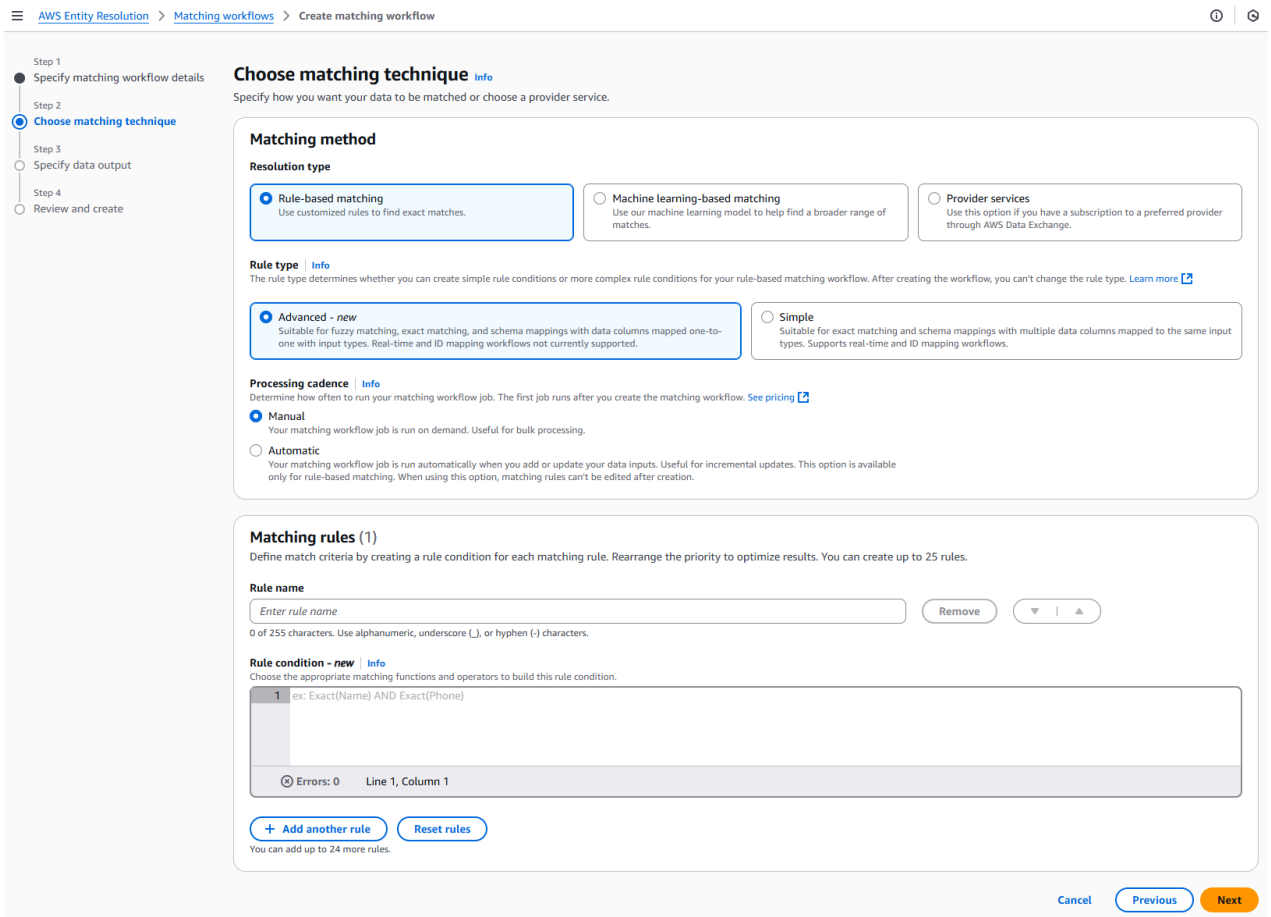 AWS Entity Resolution > Matching workflows > Create matching workflow
Step 1
Specify matching workflow details
Step 2
Choose matching technique
Step 3
Specify data output
Step 4
Review and create
Choose matching technique Info
Specify how you want your data to be matched or choose a provider service.
Matching method
Resolution type
Rule-based matching
Use customized rules to find exact matches.
Machine learning-based matching
Use our machine learning model to help find a broader range of
matches.
Provider services
Use this option if you have a subscription to a preferred provider
through AWS Data Exchange.
Rule type | Info
The rule type determines whether you can create simple rule conditions or more complex rule conditions for your rule-based matching workflow. After creating the workflow, you can't change the rule type. Learn more
Advanced - new
Suitable for fuzzy matching, exact matching, and schema mappings with data columns mapped one-to-
one with input types. Real-time and ID mapping workflows not currently supported.
Simple
Suitable for exact matching and schema mappings with multiple data columns mapped to the same input
types. Supports real-time and ID mapping workflows.
Processing cadence | Info
Determine how often to run your matching workflow job. The first job runs after you create the matching workflow. See pricing
Manual
Your matching workflow job is run on demand. Useful for bulk processing.
Automatic
Your matching workflow job is run automatically when you add or update your data inputs. Useful for incremental updates. This option is available
only for rule-based matching. When using this option, matching rules can't be edited after creation.
Matching rules (1)
Define match criteria by creating a rule condition for each matching rule. Rearrange the priority to optimize results. You can create up to 25 rules.
Rule name
Enter rule name
Remove
0 of 255 characters. Use alphanumeric, underscore (_), or hyphen (-) characters.
Rule condition - new | Info
Choose the appropriate matching functions and operators to build this rule condition.
1 ex: Exact(Name) AND Exact(Phone)
Errors: 0 Line 1, Column 1
+ Add another rule
Reset rules
You can add up to 24 more rules.
Cancel
Previous
Next